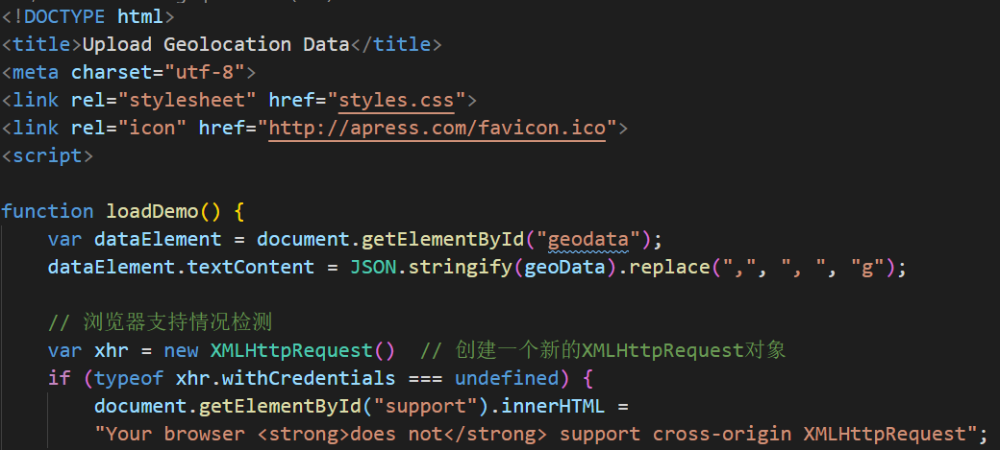 <!DOCTYPE html>
<title>Upload Geolocation Data</title>
<meta charset="utf-8">
<link rel="stylesheet" href="styles.css">
<link rel="icon" href="http://apress.com/favicon.ico">
<script>
function loadDemo() {
    var dataElement = document.getElementById("geodata");
    dataElement.textContent = JSON.stringify(geoData).replace(",", ", ", "g");
    // 浏览器支持情况检测
    var xhr = new XMLHttpRequest()  // 创建一个新的XMLHttpRequest对象
    if (typeof xhr.withCredentials === undefined) {
        document.getElementById("support").innerHTML =
        "Your browser <strong>does not</strong> support cross-origin XMLHttpRequest";